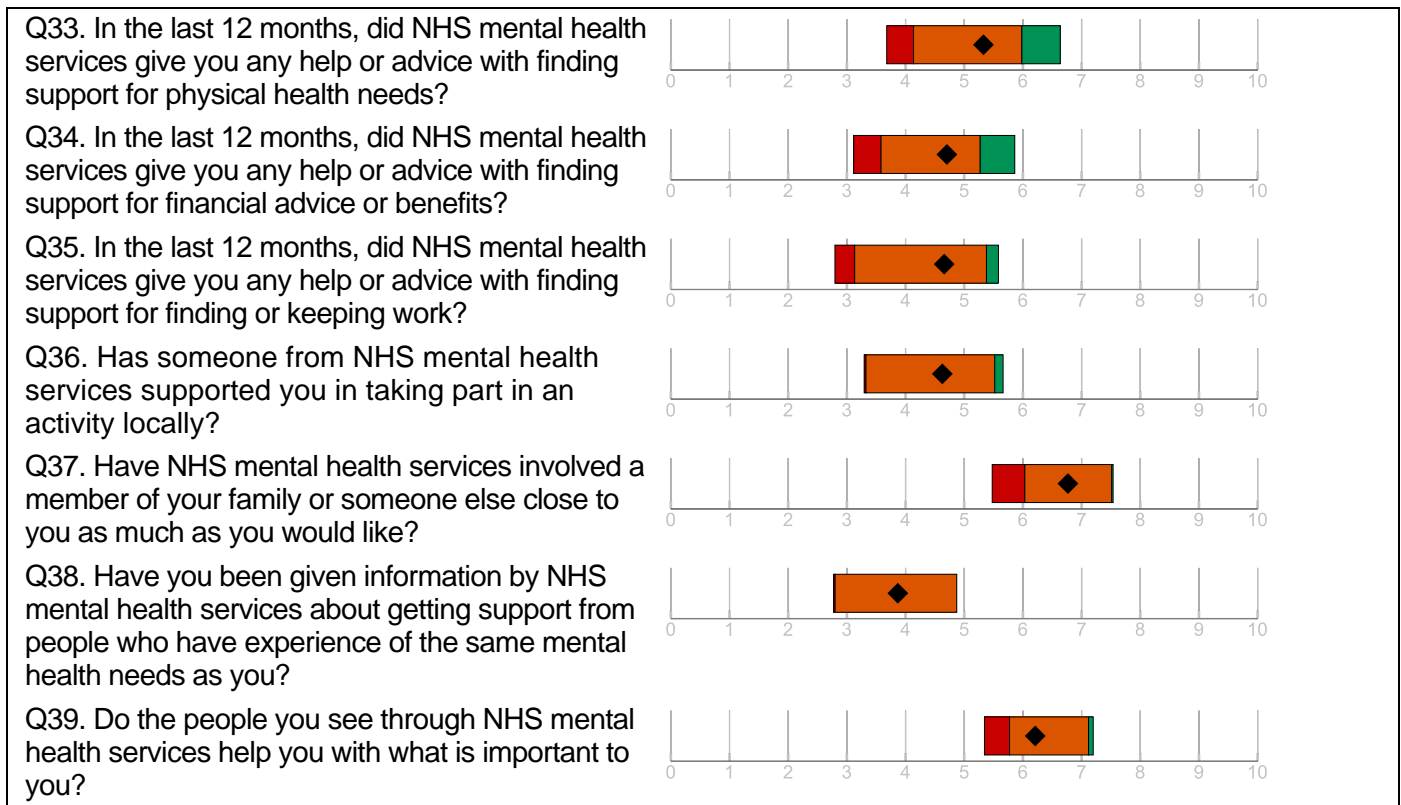 Q33. In the last 12 months, did NHS mental health
services give you any help or advice with finding
support for physical health needs?
0 1 2 3 4 5 6 7 8 9 10
Q34. In the last 12 months, did NHS mental health
services give you any help or advice with finding
support for financial advice or benefits?
0 1 2 3 4 5 6 7 8 9 10
Q35. In the last 12 months, did NHS mental health
services give you any help or advice with finding
support for finding or keeping work?
0 1 2 3 4 5 6 7 8 9 10
Q36. Has someone from NHS mental health
services supported you in taking part in an
activity locally?
0 1 2 3 4 5 6 7 8 9 10
Q37. Have NHS mental health services involved a
member of your family or someone else close to
you as much as you would like?
0 1 2 3 4 5 6 7 8 9 10
Q38. Have you been given information by NHS
mental health services about getting support from
people who have experience of the same mental
health needs as you?
0 1 2 3 4 5 6 7 8 9 10
Q39. Do the people you see through NHS mental
health services help you with what is important to
you?
0 1 2 3 4 5 6 7 8 9 10